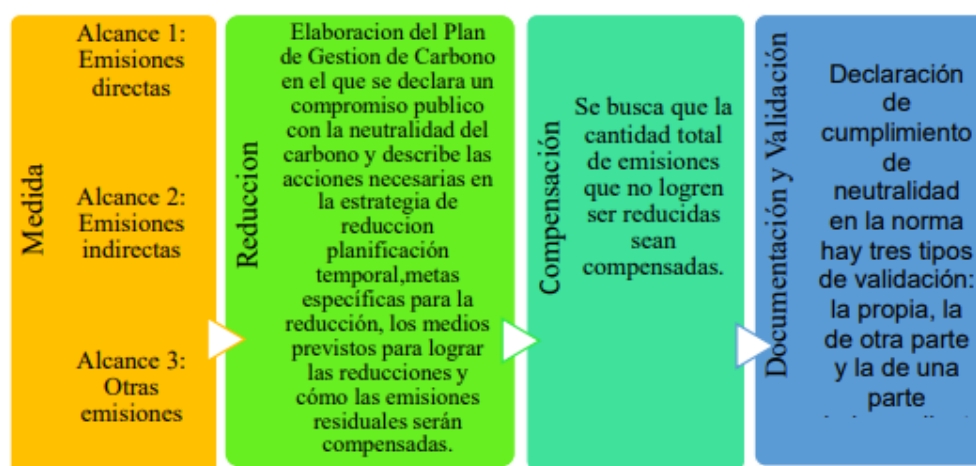 Medida
Alcance 1:
Emisiones
directas
Alcance 2:
Emisiones
indirectas
Alcance 3:
Otras
emisiones
Reduccion
Elaboracion del Plan
de Gestion de Carbono
en el que se declara un
compromiso publico
con la neutralidad del
carbono y describe las
acciones necesarias en
la estrategia de
reduccion
planificación
temporal,metas
específicas para la
reducción, los medios
previstos para lograr
las reducciones y
cómo las emisiones
residuales serán
compensadas.
Compensación
Se busca que la
cantidad total
de emisiones
que no logren
ser reducidas
sean
compensadas.
Documentación y Validación
Declaración
de
cumplimiento
de
neutralidad
en la norma
hay tres tipos
de validación:
la propia, la
de otra parte
y la de una
parte